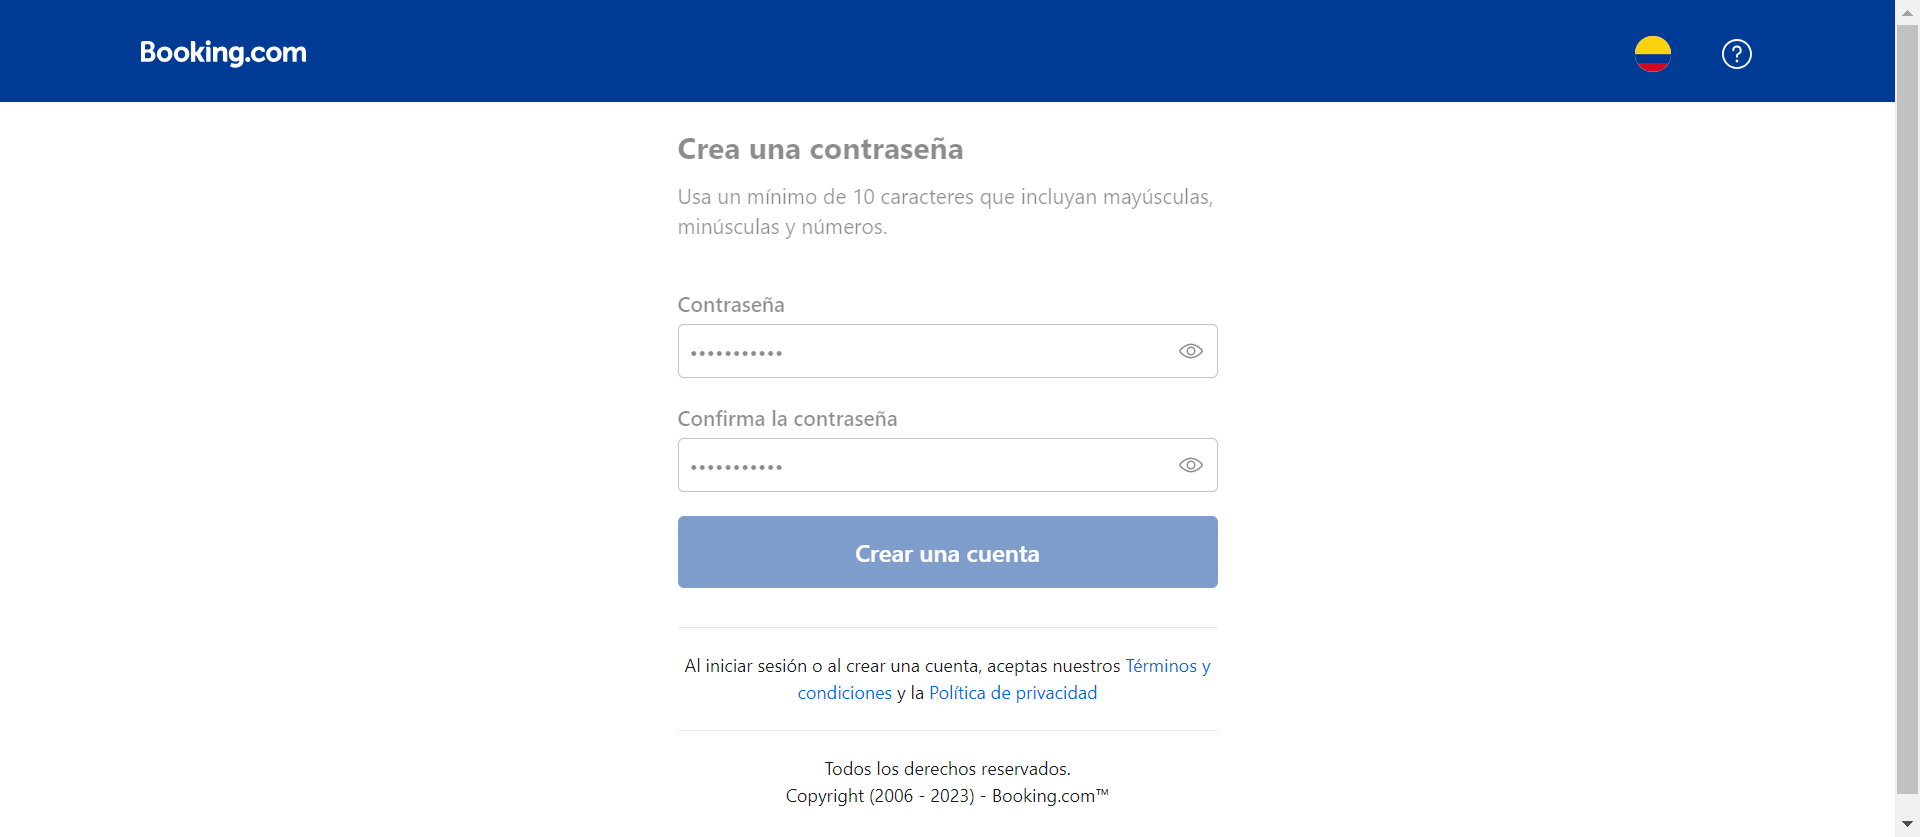 Booking.com
Crea una contraseña
Usa un mínimo de 10 caracteres que incluyan mayúsculas,
minúsculas y números.
Contraseña
•••••••••••
Confirma la contraseña
•••••••••••
Crear una cuenta
Al iniciar sesión o al crear una cuenta, aceptas nuestros Términos y
condiciones y la Política de privacidad
Todos los derechos reservados.
Copyright (2006 - 2023) - Booking.com™